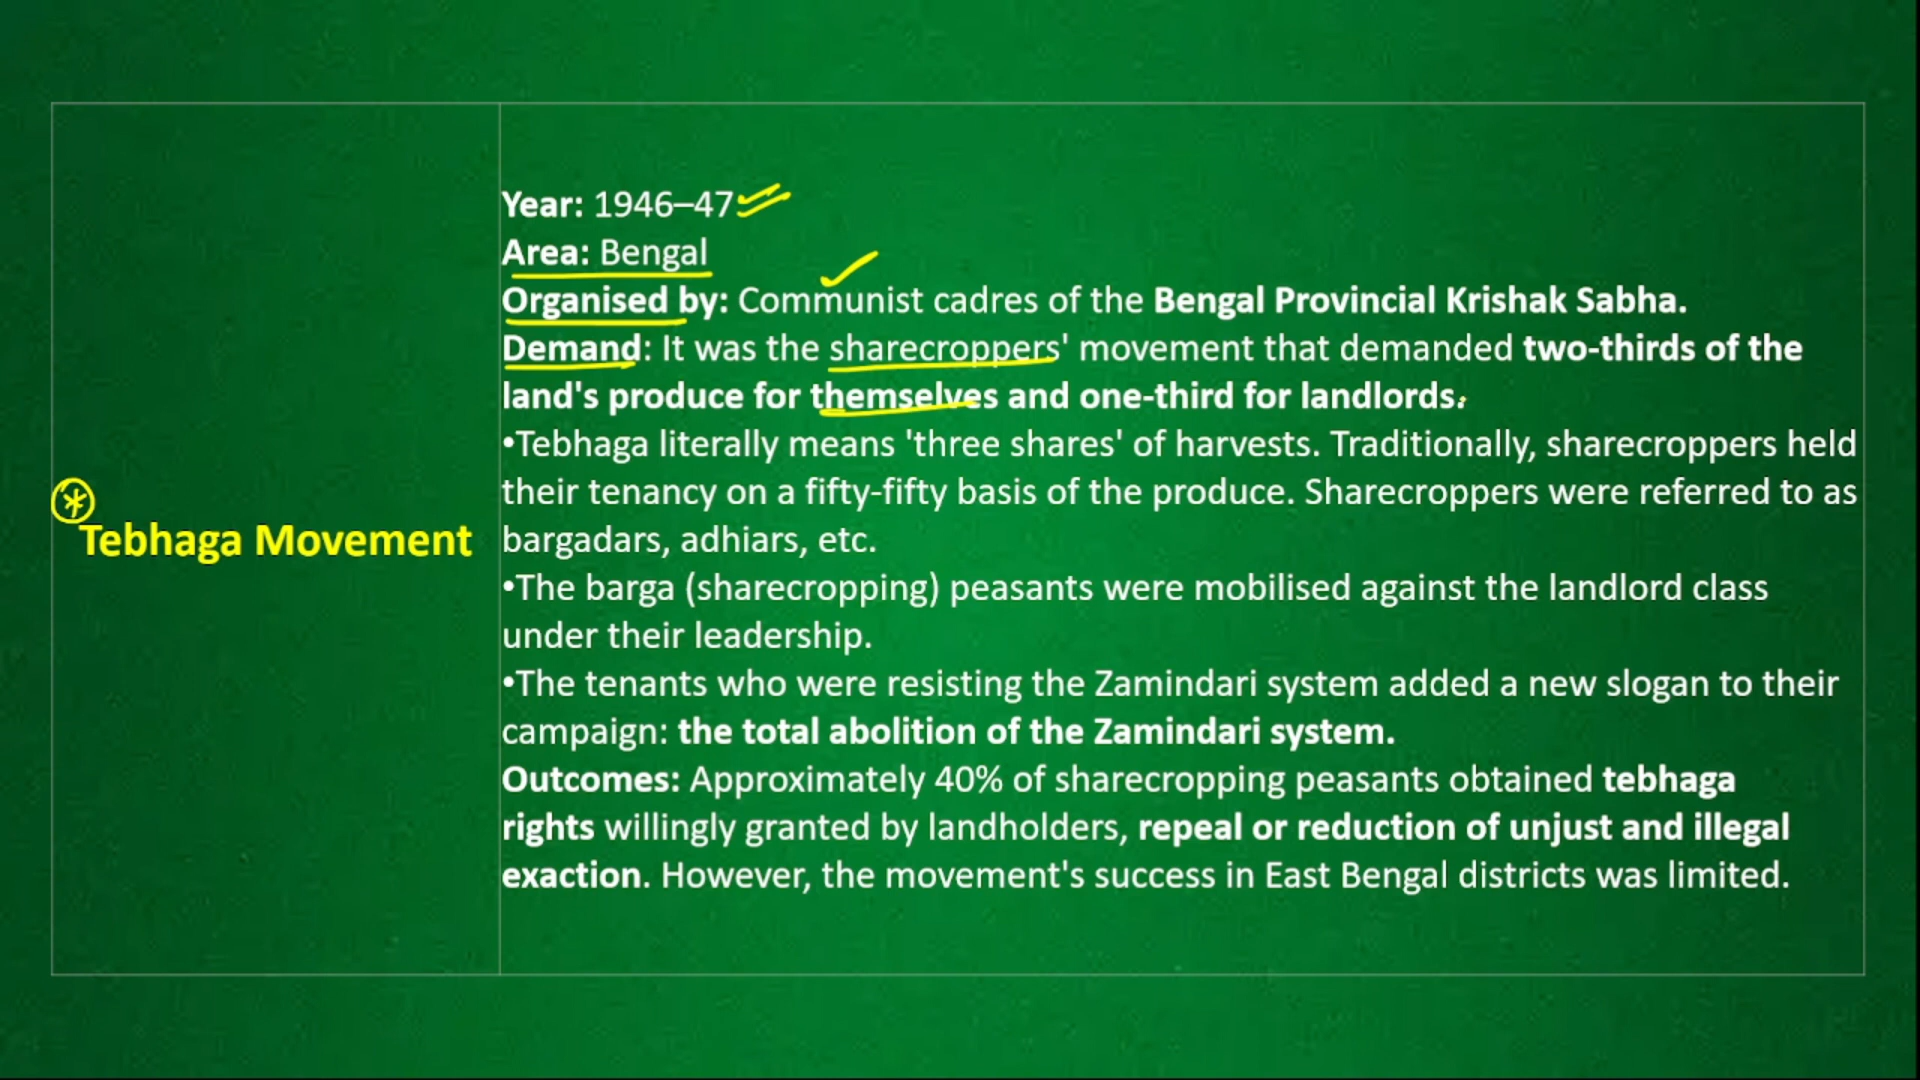 Tebhaga Movement
Year: 1946–47
Area: Bengal
Organised by: Communist cadres of the Bengal Provincial Krishak Sabha.
Demand: It was the sharecroppers' movement that demanded two-thirds of the
land's produce for themselves and one-third for landlords.
•Tebhaga literally means 'three shares' of harvests. Traditionally, sharecroppers held
their tenancy on a fifty-fifty basis of the produce. Sharecroppers were referred to as
bargadars, adhiars, etc.
•The barga (sharecropping) peasants were mobilised against the landlord class
under their leadership.
•The tenants who were resisting the Zamindari system added a new slogan to their
campaign: the total abolition of the Zamindari system.
Outcomes: Approximately 40% of sharecropping peasants obtained tebhaga
rights willingly granted by landholders, repeal or reduction of unjust and illegal
exaction. However, the movement's success in East Bengal districts was limited.